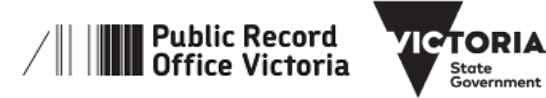 Public Record
Office Victoria
VICTORIA
State
Government